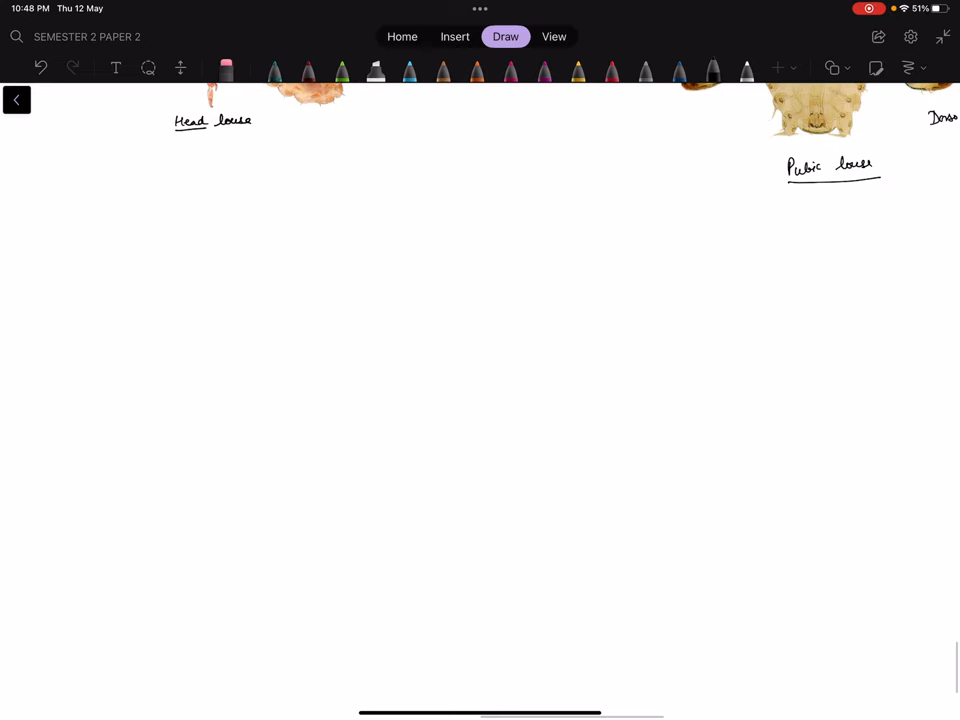 10:48 PM Thu 12 May
51%
SEMESTER 2 PAPER 2
Home Insert Draw View
T
Head louse
Dorso
Pubic louse